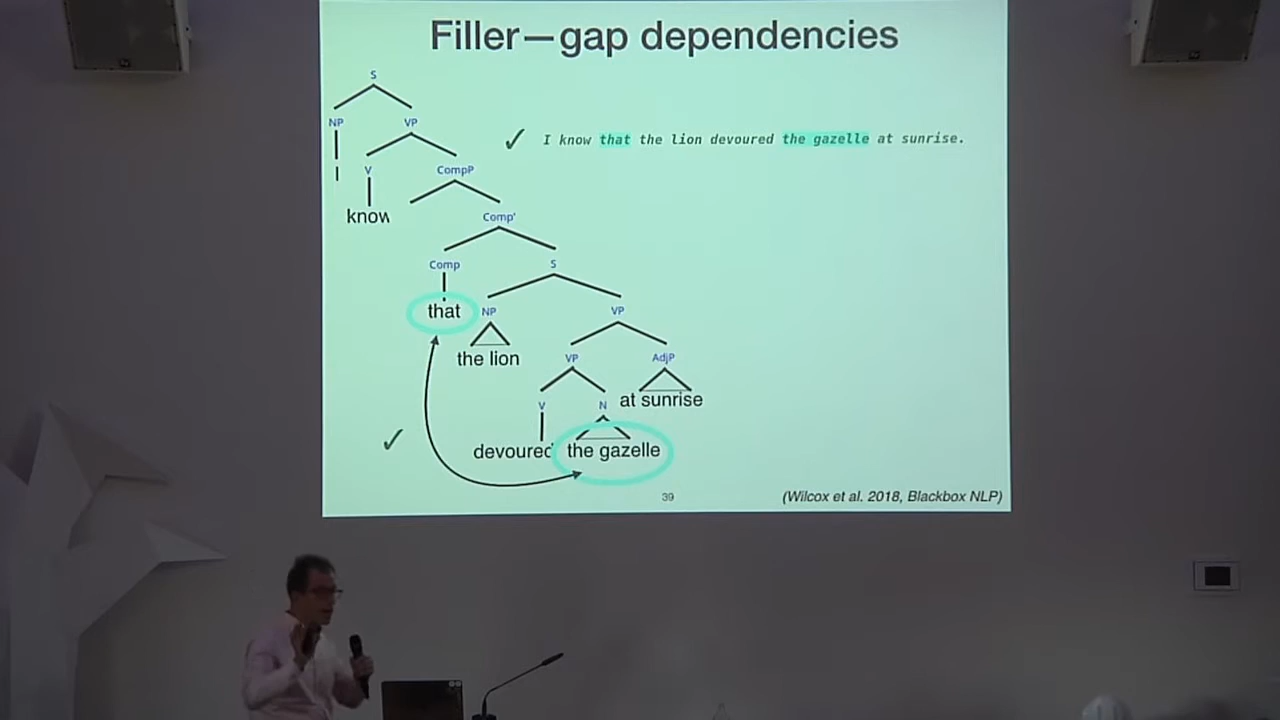 Filler—gap dependencies
S
NP VP
✓ I know that the lion devoured the gazelle at sunrise.
I V CompP
know Comp'
Comp S
that NP VP
the lion VP AdjP
V N at sunrise
devoured the gazelle
✓
39 (Wilcox et al. 2018, Blackbox NLP)